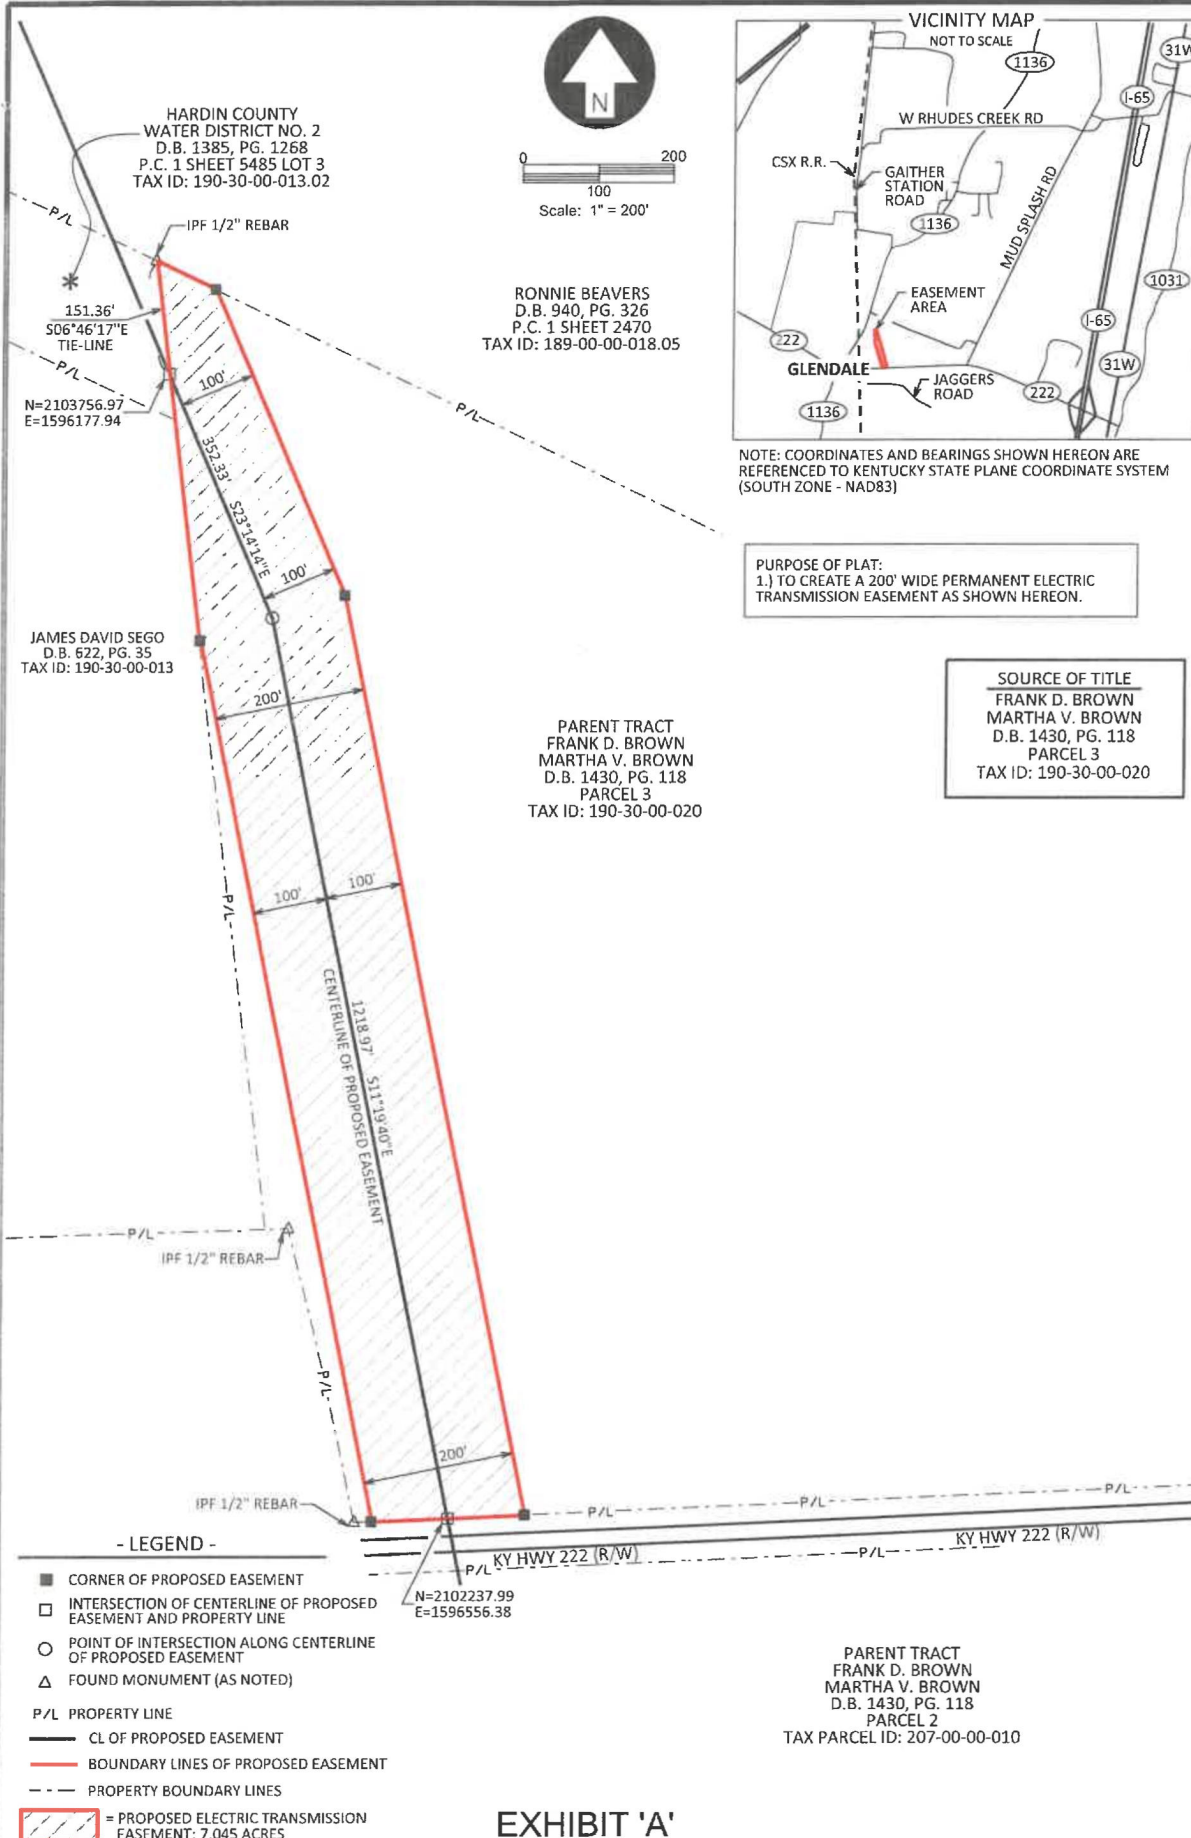 HARDIN COUNTY
WATER DISTRICT NO. 2
D.B. 1385, PG. 1268
P.C. 1 SHEET 5485 LOT 3
TAX ID: 190-30-00-013.02
N
0 200
100
Scale: 1" = 200'
VICINITY MAP
NOT TO SCALE
1136
31W
I-65
W RHUDES CREEK RD
CSX R.R.
GAITHER
STATION
ROAD
1136
MUD SPLASH RD
1031
EASEMENT
AREA
I-65
222
GLENDALE
31W
JAGGERS
ROAD
222
1136
NOTE: COORDINATES AND BEARINGS SHOWN HEREON ARE
REFERENCED TO KENTUCKY STATE PLANE COORDINATE SYSTEM
(SOUTH ZONE - NAD83)
P/L
IPF 1/2" REBAR
151.36'
S06°46'17"E
TIE-LINE
P/L
N=2103756.97
E=1596177.94
RONNIE BEAVERS
D.B. 940, PG. 326
P.C. 1 SHEET 2470
TAX ID: 189-00-00-018.05
P/L
100'
352.33' S23°14'14"E
100'
PURPOSE OF PLAT:
1.) TO CREATE A 200' WIDE PERMANENT ELECTRIC
TRANSMISSION EASEMENT AS SHOWN HEREON.
JAMES DAVID SEGO
D.B. 622, PG. 35
TAX ID: 190-30-00-013
200'
SOURCE OF TITLE
FRANK D. BROWN
MARTHA V. BROWN
D.B. 1430, PG. 118
PARCEL 3
TAX ID: 190-30-00-020
PARENT TRACT
FRANK D. BROWN
MARTHA V. BROWN
D.B. 1430, PG. 118
PARCEL 3
TAX ID: 190-30-00-020
P/L
100' 100'
1218.97' S11°19'40"E
CENTERLINE OF PROPOSED EASEMENT
P/L
IPF 1/2" REBAR
P/L
200'
IPF 1/2" REBAR
P/L P/L P/L
KY HWY 222 (R/W) KY HWY 222 (R/W)
P/L P/L
N=2102237.99
E=1596556.38
- LEGEND -
CORNER OF PROPOSED EASEMENT
INTERSECTION OF CENTERLINE OF PROPOSED
EASEMENT AND PROPERTY LINE
POINT OF INTERSECTION ALONG CENTERLINE
OF PROPOSED EASEMENT
FOUND MONUMENT (AS NOTED)
P/L PROPERTY LINE
CL OF PROPOSED EASEMENT
BOUNDARY LINES OF PROPOSED EASEMENT
PROPERTY BOUNDARY LINES
= PROPOSED ELECTRIC TRANSMISSION
EASEMENT: 7.045 ACRES
PARENT TRACT
FRANK D. BROWN
MARTHA V. BROWN
D.B. 1430, PG. 118
PARCEL 2
TAX PARCEL ID: 207-00-00-010
EXHIBIT 'A'